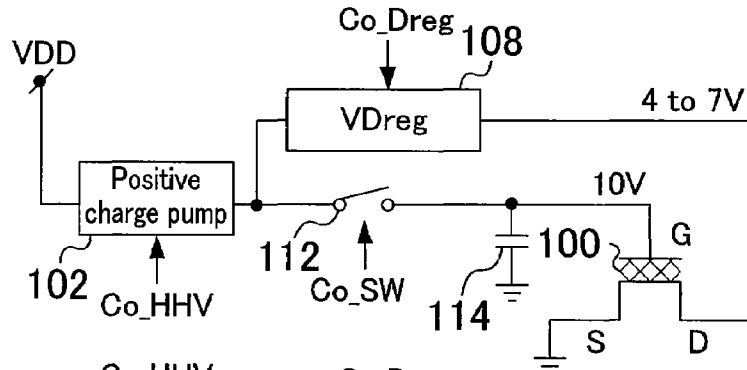 Co_Dreg
VDD
108
VDreg
4 to 7V
Positive
charge pump
10V
102
112
100
G
Co_HHV
Co_SW
114
S
D